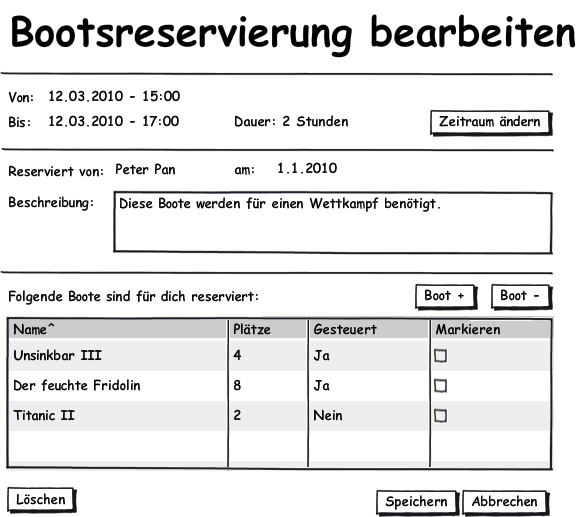 Bootsreservierung bearbeiten
Von: 12.03.2010 - 15:00
Bis: 12.03.2010 - 17:00 Dauer: 2 Stunden Zeitraum ändern
Reserviert von: Peter Pan am: 1.1.2010
Beschreibung: Diese Boote werden für einen Wettkampf benötigt.
Folgende Boote sind für dich reserviert: Boot + Boot -
Name^ Plätze Gesteuert Markieren
Unsinkbar III 4 Ja
Der feuchte Fridolin 8 Ja
Titanic II 2 Nein
Löschen Speichern Abbrechen